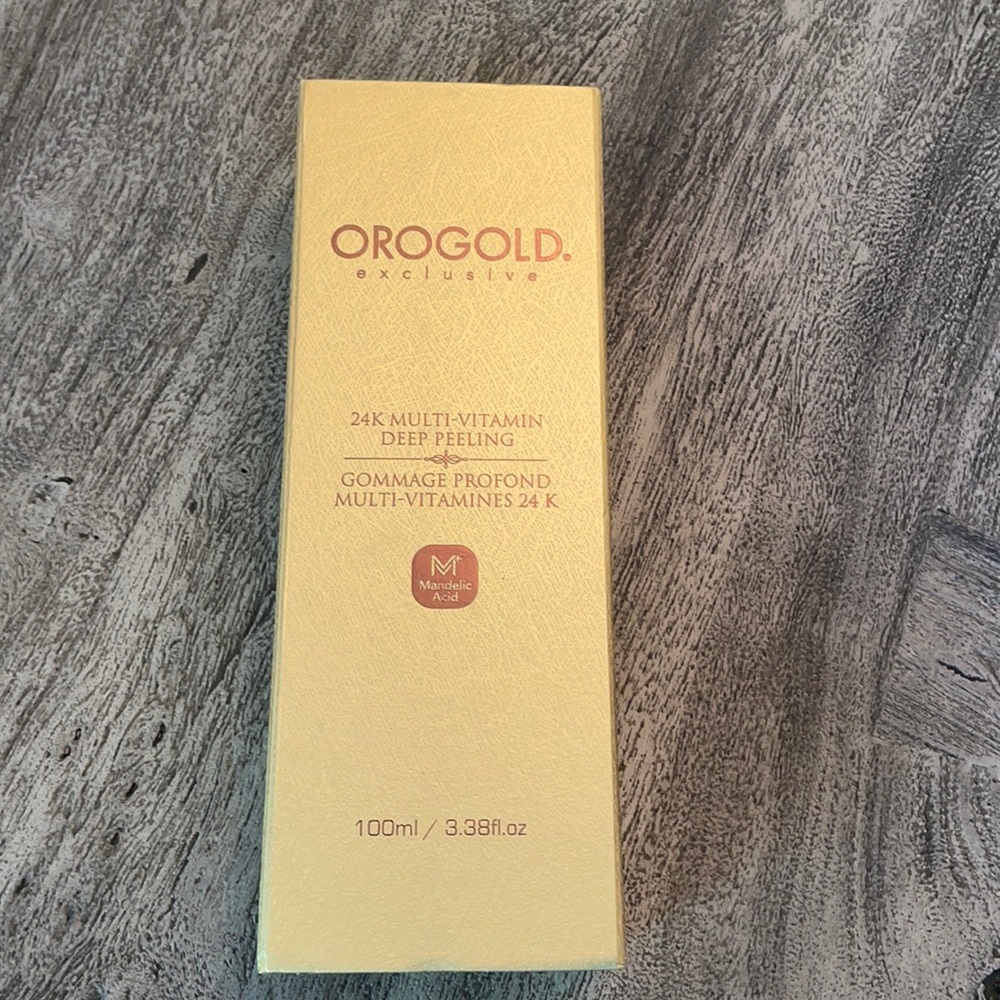 OROGOLD.
exclusive
24K MULTI-VITAMIN
DEEP PEELING
GOMMAGE PROFOND
MULTI-VITAMINES 24 K
M+
Mandelic
Acid
100ml / 3.38fl.oz